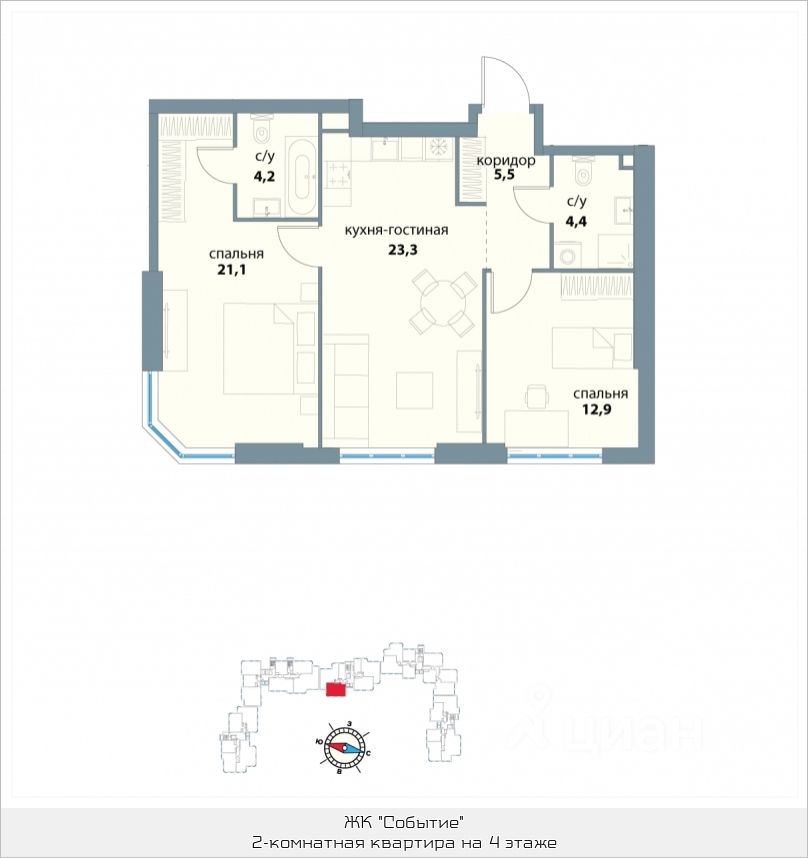 с/у
4,2
коридор
5,5
с/у
4,4
кухня-гостиная
23,3
спальня
21,1
спальня
12,9
З
Ю
С
В
циан
ЖК "Событие"
2-комнатная квартира на 4 этаже